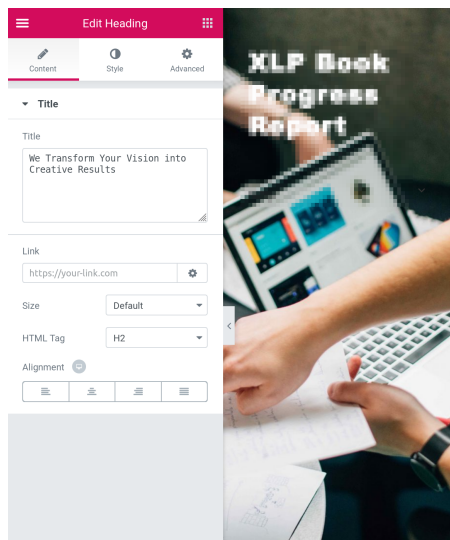 Edit Heading
Content
Style
Advanced
Title
Title
We Transform Your Vision into
Creative Results
Link
https://your-link.com
Size
Default
HTML Tag
H2
Alignment
XLP Book
Progress
Report